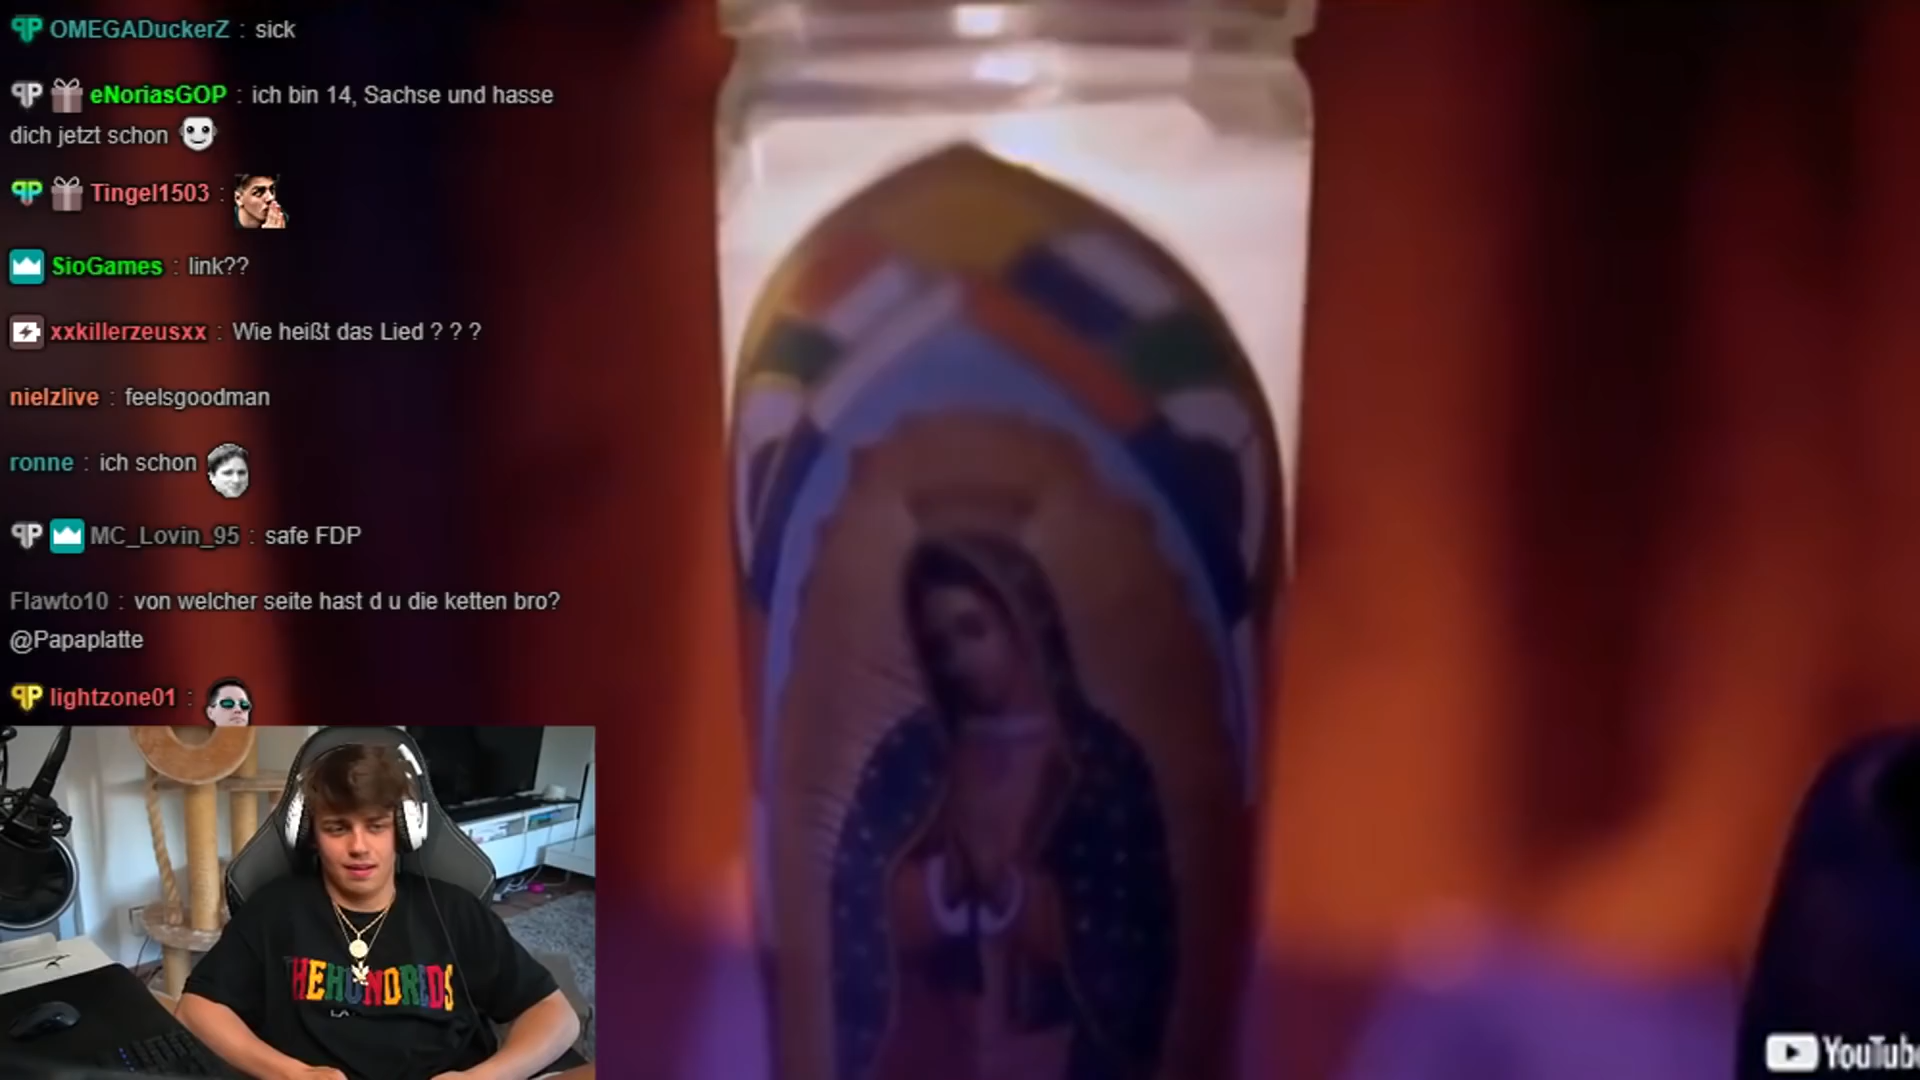 OMEGADuckerZ : sick
eNoriasGOP : ich bin 14, Sachse und hasse
dich jetzt schon
Tingel1503 :
SioGames : link??
xxkillerzeusxx : Wie heißt das Lied ? ? ?
nielzlive : feelsgoodman
ronne : ich schon
MC_Lovin_95 : safe FDP
Flawto10 : von welcher seite hast d u die ketten bro?
@Papaplatte
lightzone01 :
THEHUNDREDS
LA
YouTube